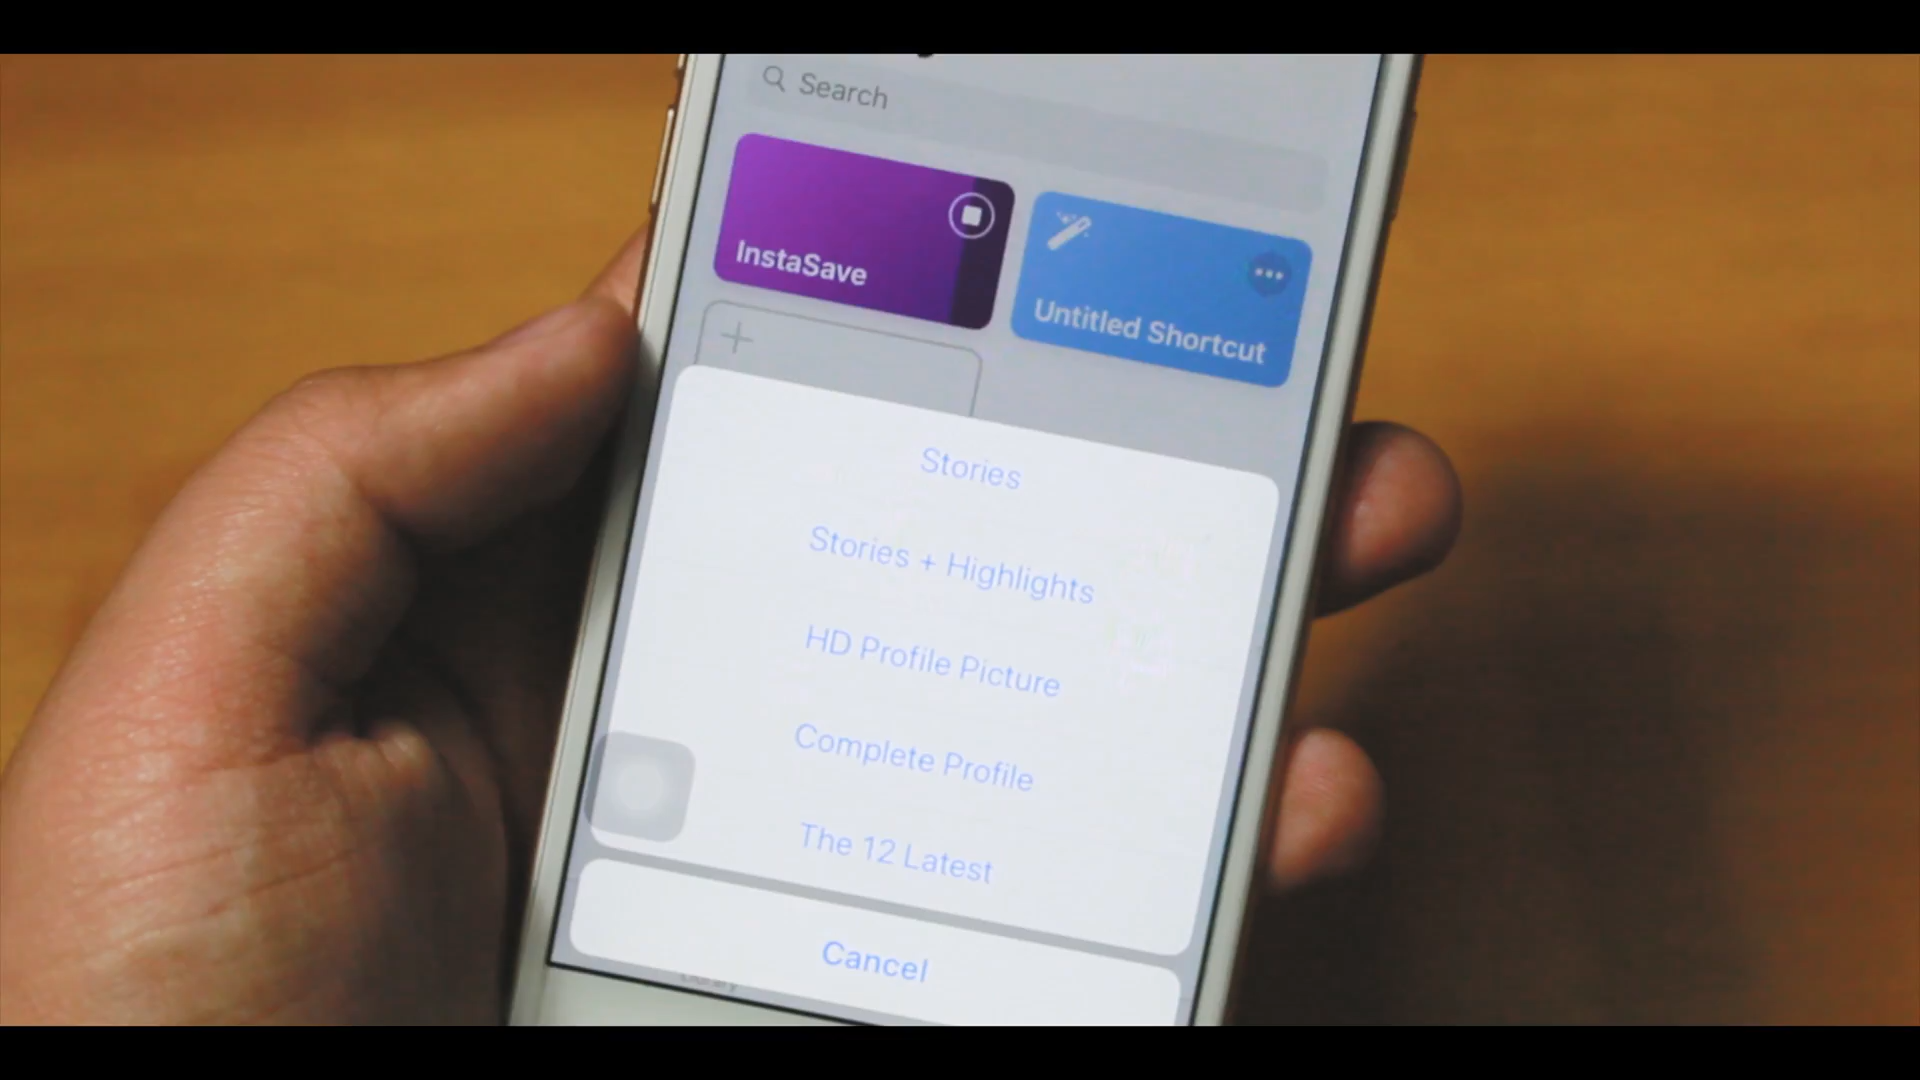 Search
InstaSave
Untitled Shortcut
Stories
Stories + Highlights
HD Profile Picture
Complete Profile
The 12 Latest
Cancel